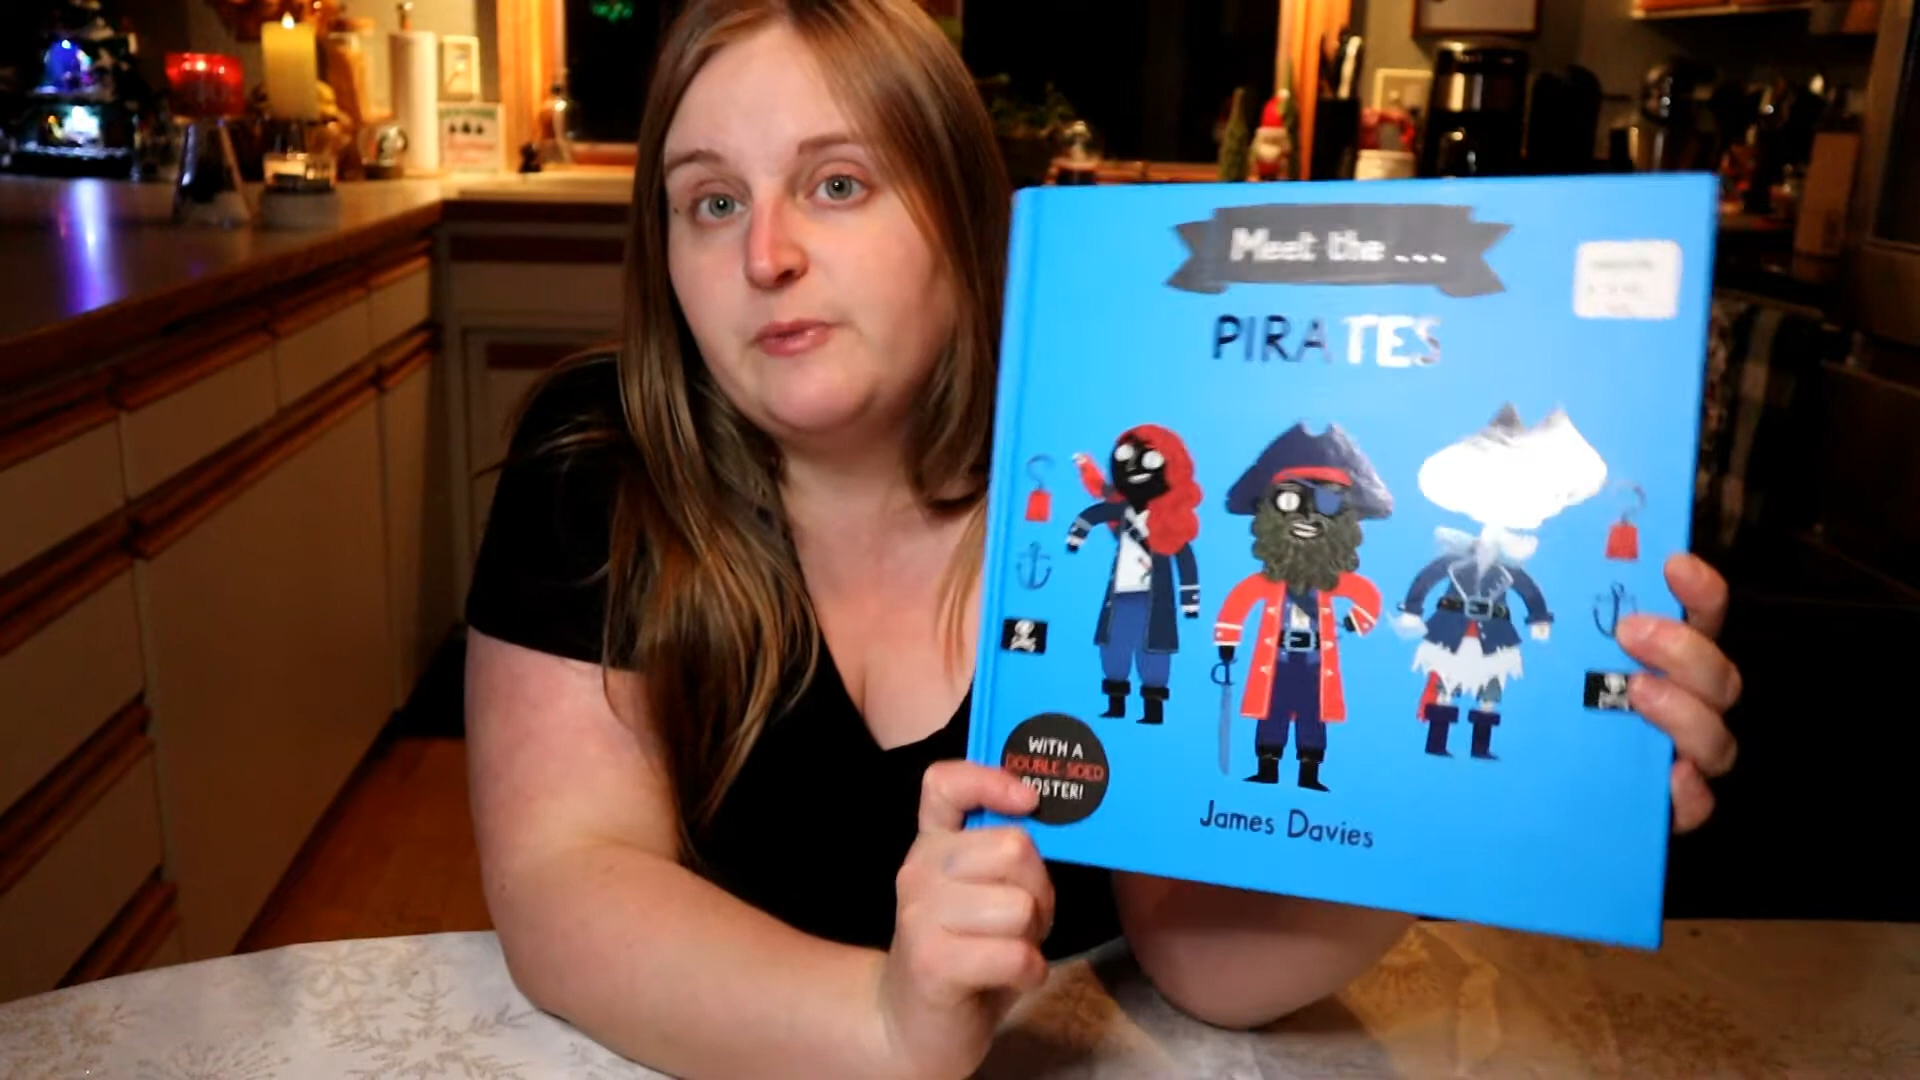 Meet the ...
PIRATES
WITH A
DOUBLE SIDED
POSTER!
James Davies